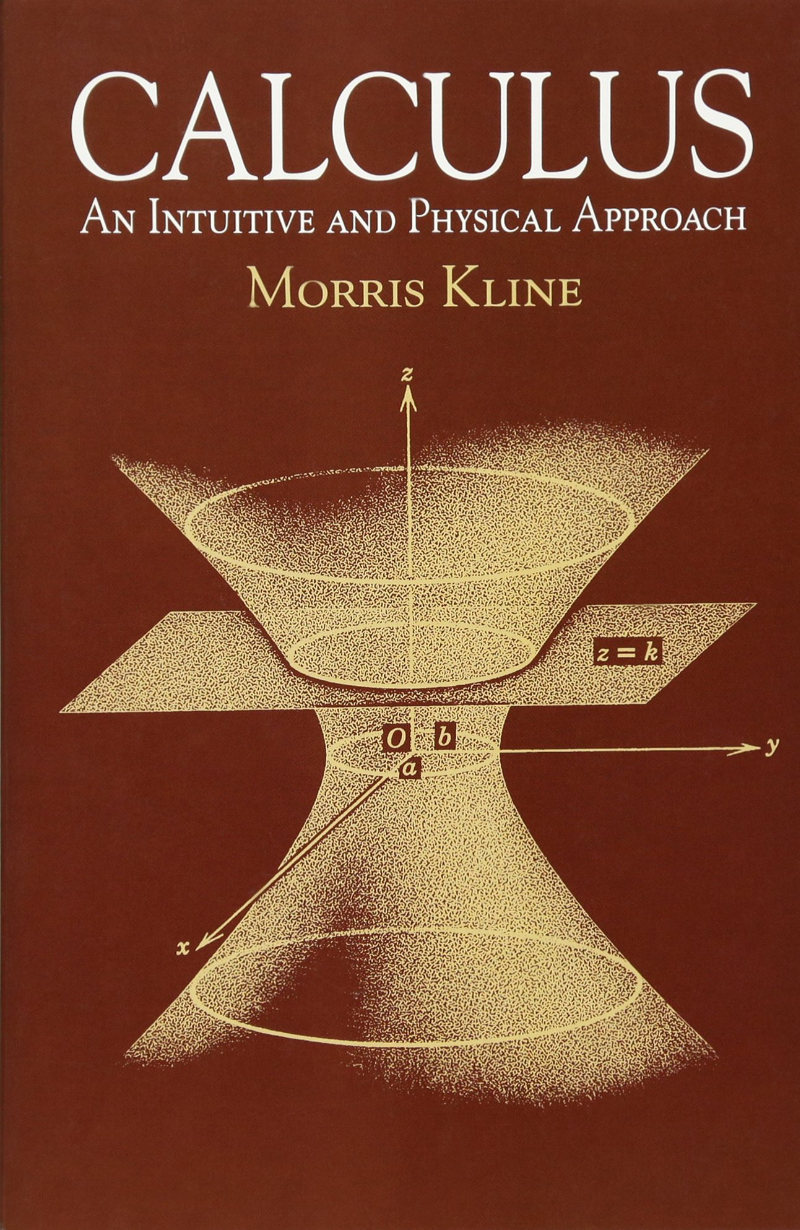 CALCULUS
AN INTUITIVE AND PHYSICAL APPROACH
MORRIS KLINE
z
z = k
O b
y
a
x